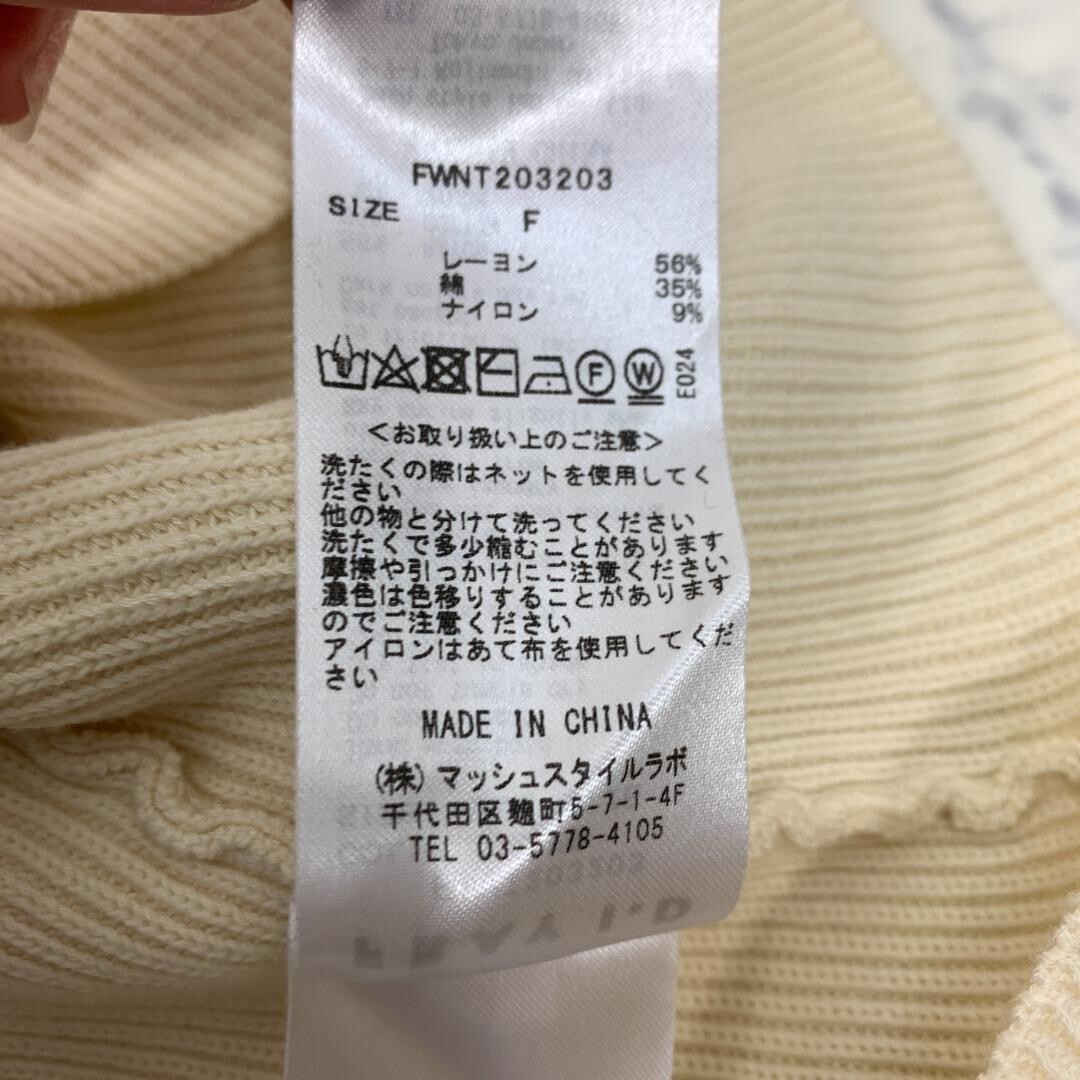 FWNT203203
SIZE F
レーヨン 56%
綿 35%
ナイロン 9%
F W E024
<お取り扱い上のご注意>
洗たくの際はネットを使用してく
ださい
他の物と分けて洗ってください
洗たくで多少縮むことがあります
摩擦や引っかけにご注意ください
濃色は色移りすることがあります
のでご注意ください
アイロンはあて布を使用してくだ
さい
MADE IN CHINA
(株)マッシュスタイルラボ
千代田区麹町5-7-1-4F
TEL 03-5778-4105